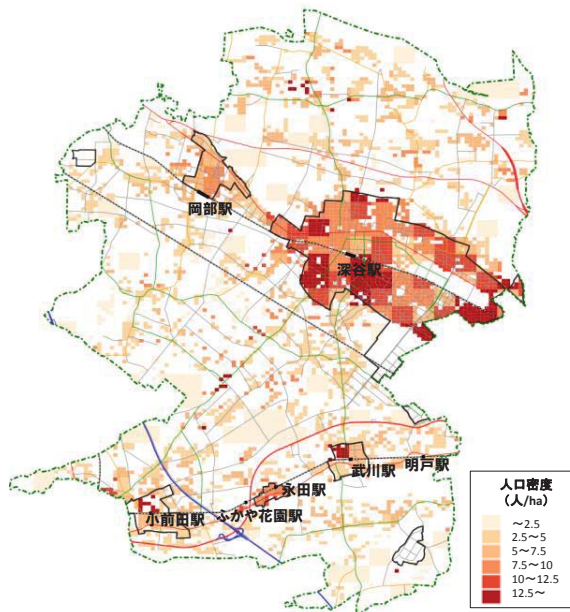 岡部駅
深谷駅
明戸駅
武川駅
永田駅
ふかや花園駅
小前田駅
人口密度
(人/ha)
~2.5
2.5~5
5~7.5
7.5~10
10~12.5
12.5~